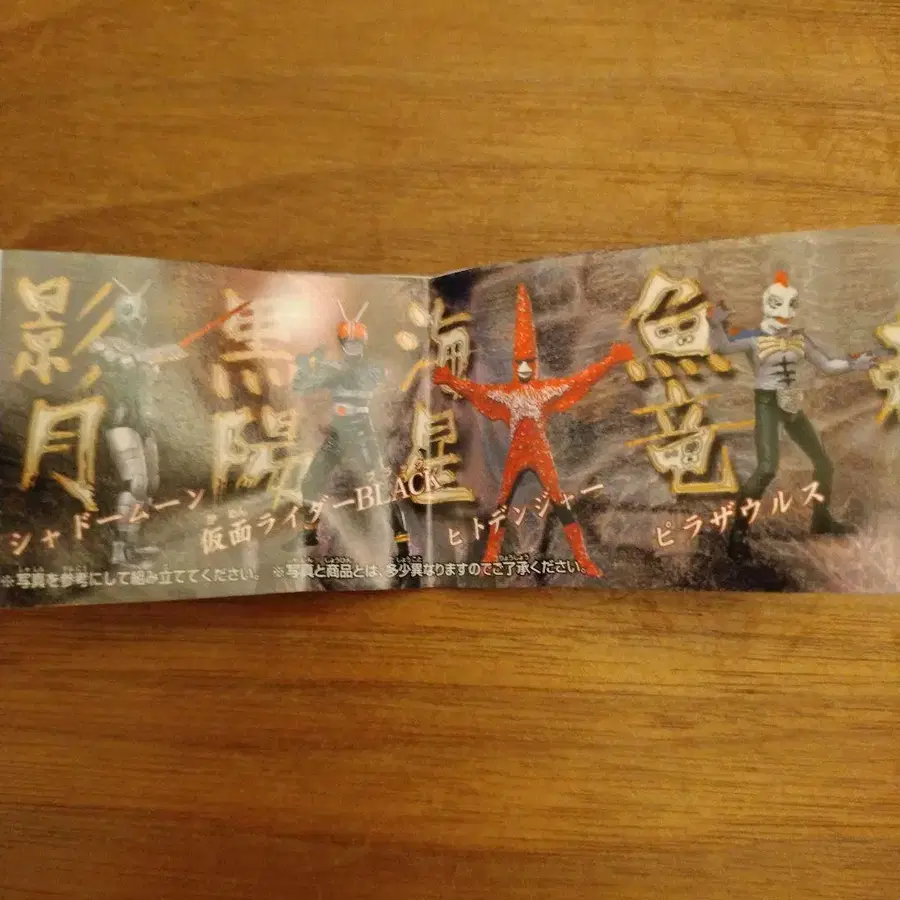 影月
シャドームーン
黒陽
仮面ライダーBLACK
海星
ヒトデンジャー
魚竜
ピラザウルス
※写真を参考にして組み立ててください。
※写真と商品とは、多少異なりますのでご了承ください。